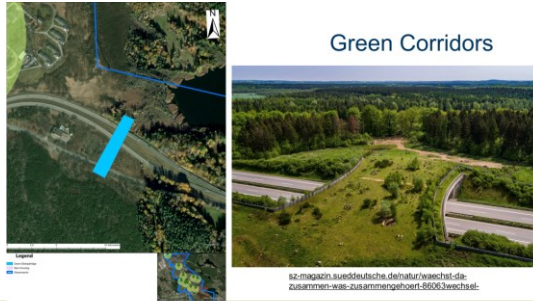 Green Corridors
N
Legend
sz-magazin.sueddeutsche.de/natur/waechst-da-
zusammen-was-zusammengehoert-86063wechsel-